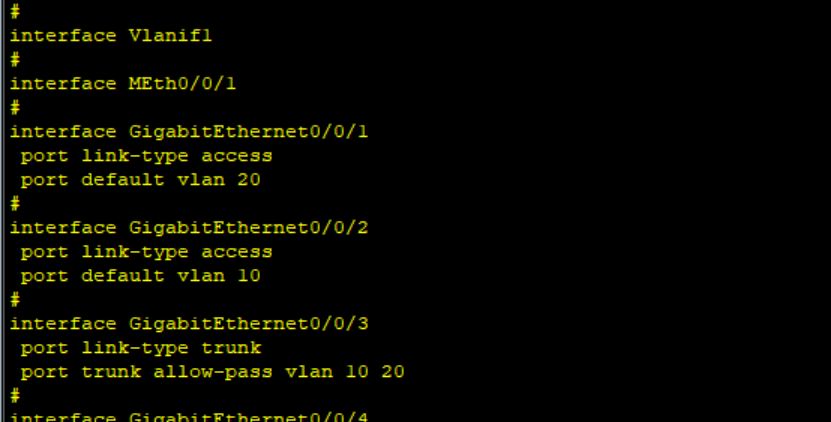 #
interface Vlanif1
#
interface MEth0/0/1
#
interface GigabitEthernet0/0/1
 port link-type access
 port default vlan 20
#
interface GigabitEthernet0/0/2
 port link-type access
 port default vlan 10
#
interface GigabitEthernet0/0/3
 port link-type trunk
 port trunk allow-pass vlan 10 20
#
interface GigabitEthernet0/0/4